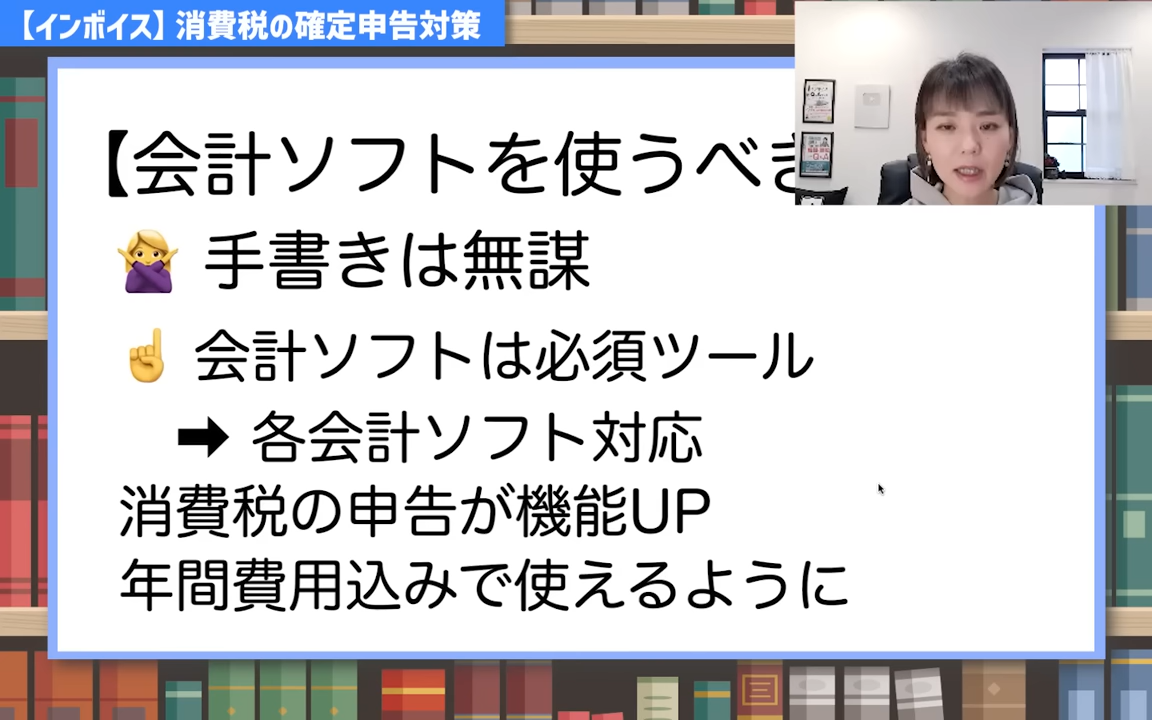 【インボイス】消費税の確定申告対策
【会計ソフトを使うべき
手書きは無謀
会計ソフトは必須ツール
➡ 各会計ソフト対応
消費税の申告が機能UP
年間費用込みで使えるように